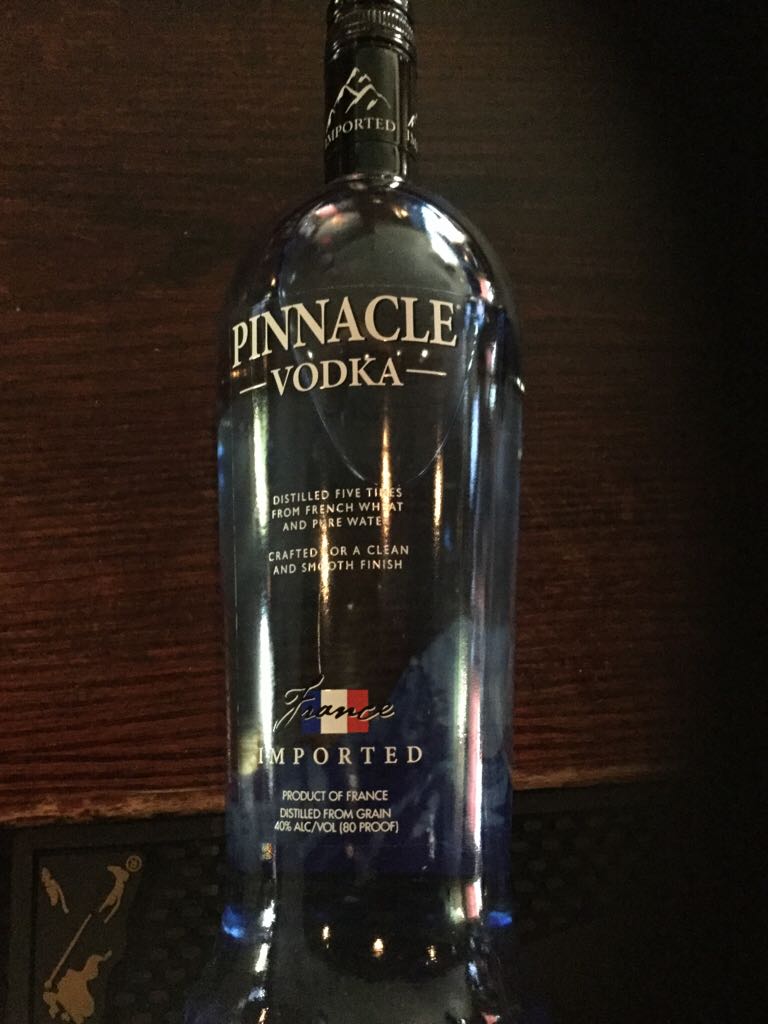 IMPORTED
PINNACLE
VODKA
DISTILLED FIVE TIMES
FROM FRENCH WHEAT
AND PURE WATER
CRAFTED FOR A CLEAN
AND SMOOTH FINISH
France
IMPORTED
PRODUCT OF FRANCE
DISTILLED FROM GRAIN
40% ALC/VOL (80 PROOF)
®